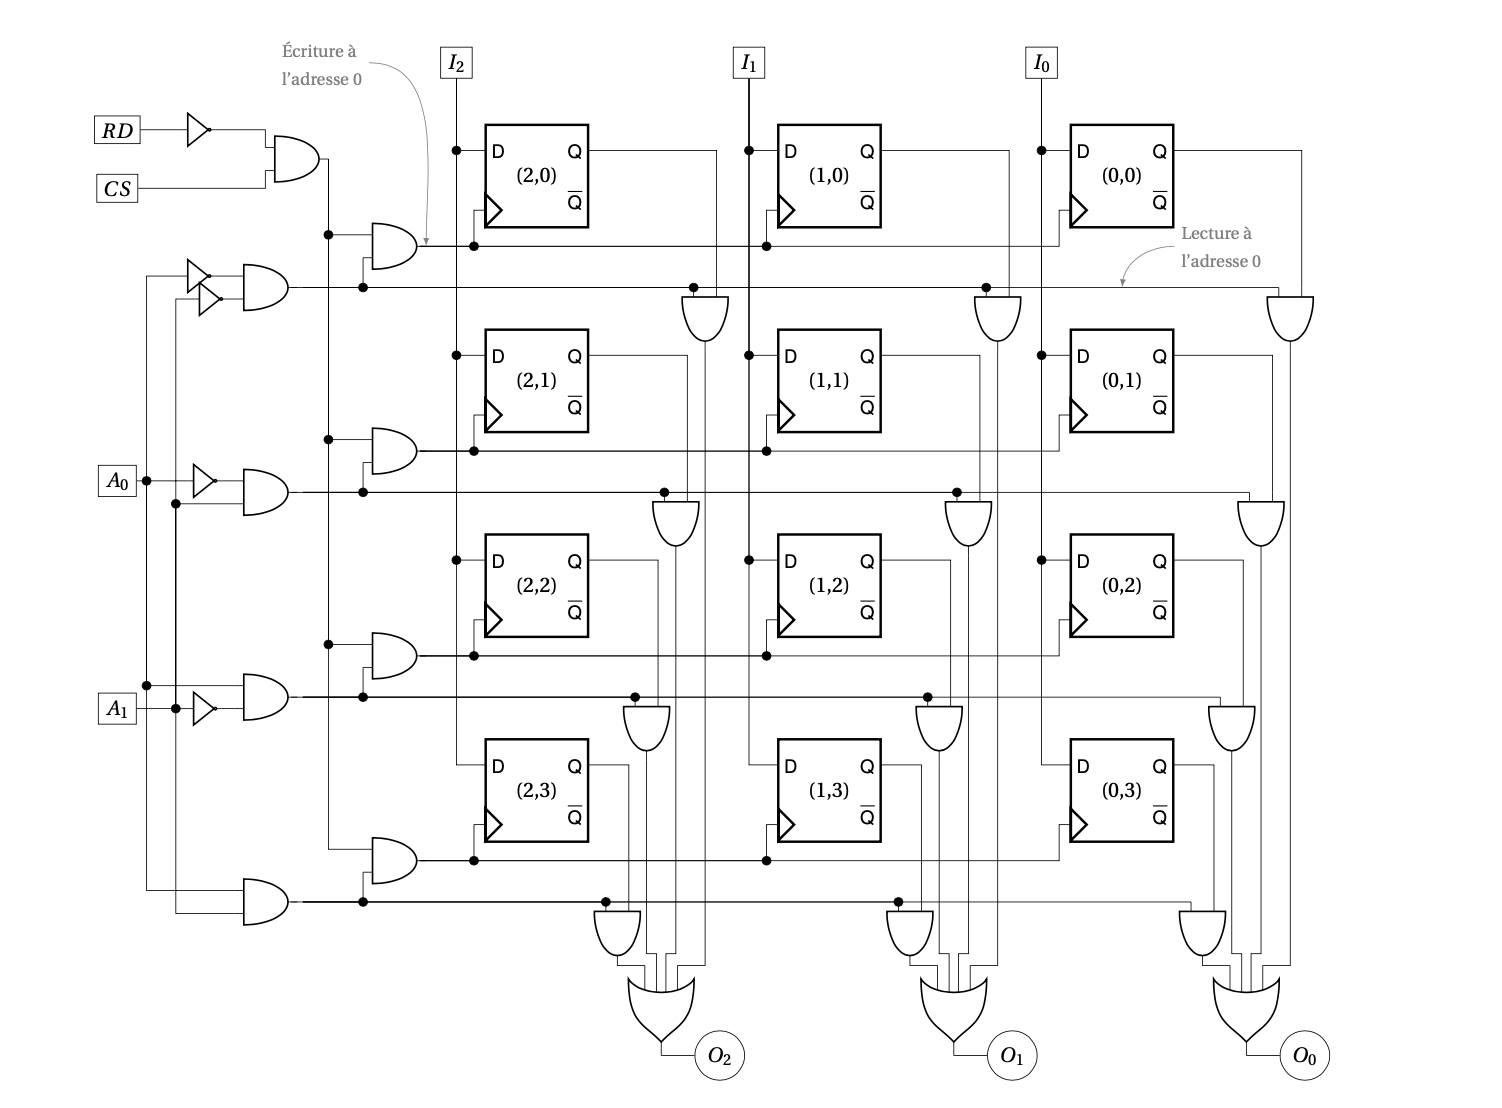 Écriture à
l'adresse 0
I₂
I₁
I₀
RD
CS
D Q
(2,0)
Q̅
D Q
(1,0)
Q̅
D Q
(0,0)
Q̅
Lecture à
l'adresse 0
D Q
(2,1)
Q̅
D Q
(1,1)
Q̅
D Q
(0,1)
Q̅
A₀
D Q
(2,2)
Q̅
D Q
(1,2)
Q̅
D Q
(0,2)
Q̅
A₁
D Q
(2,3)
Q̅
D Q
(1,3)
Q̅
D Q
(0,3)
Q̅
O₂
O₁
O₀